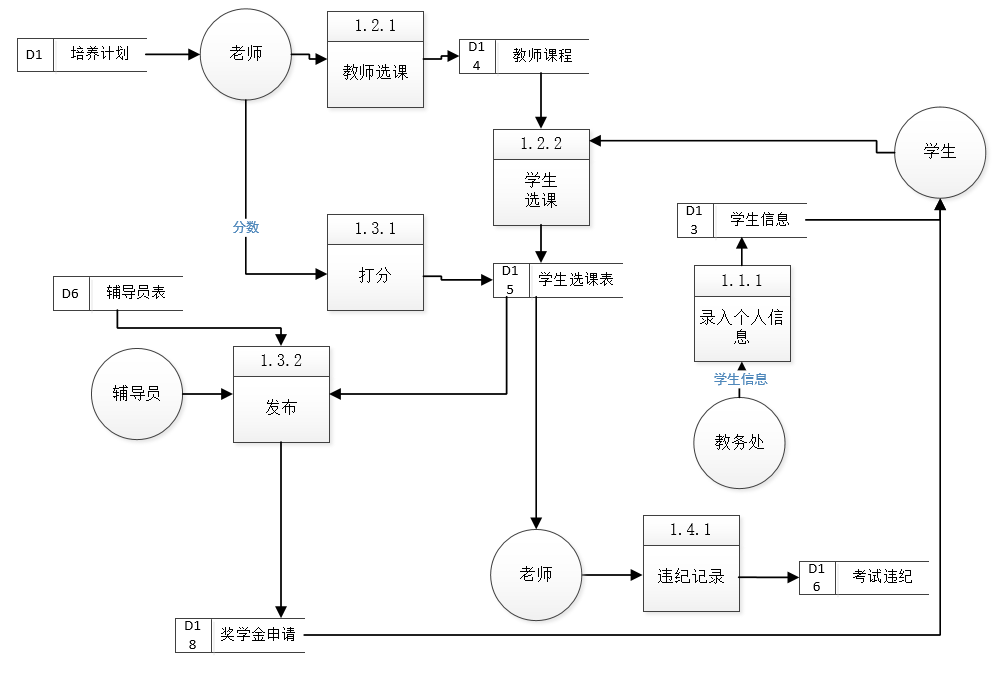 D1
培养计划
老师
1.2.1
教师选课
D1
4
教师课程
1.2.2
学生
选课
学生
分数
1.3.1
打分
D1
5
学生选课表
D1
3
学生信息
1.1.1
录入个人信
息
学生信息
教务处
D6
辅导员表
辅导员
1.3.2
发布
老师
1.4.1
违纪记录
D1
6
考试违纪
D1
8
奖学金申请